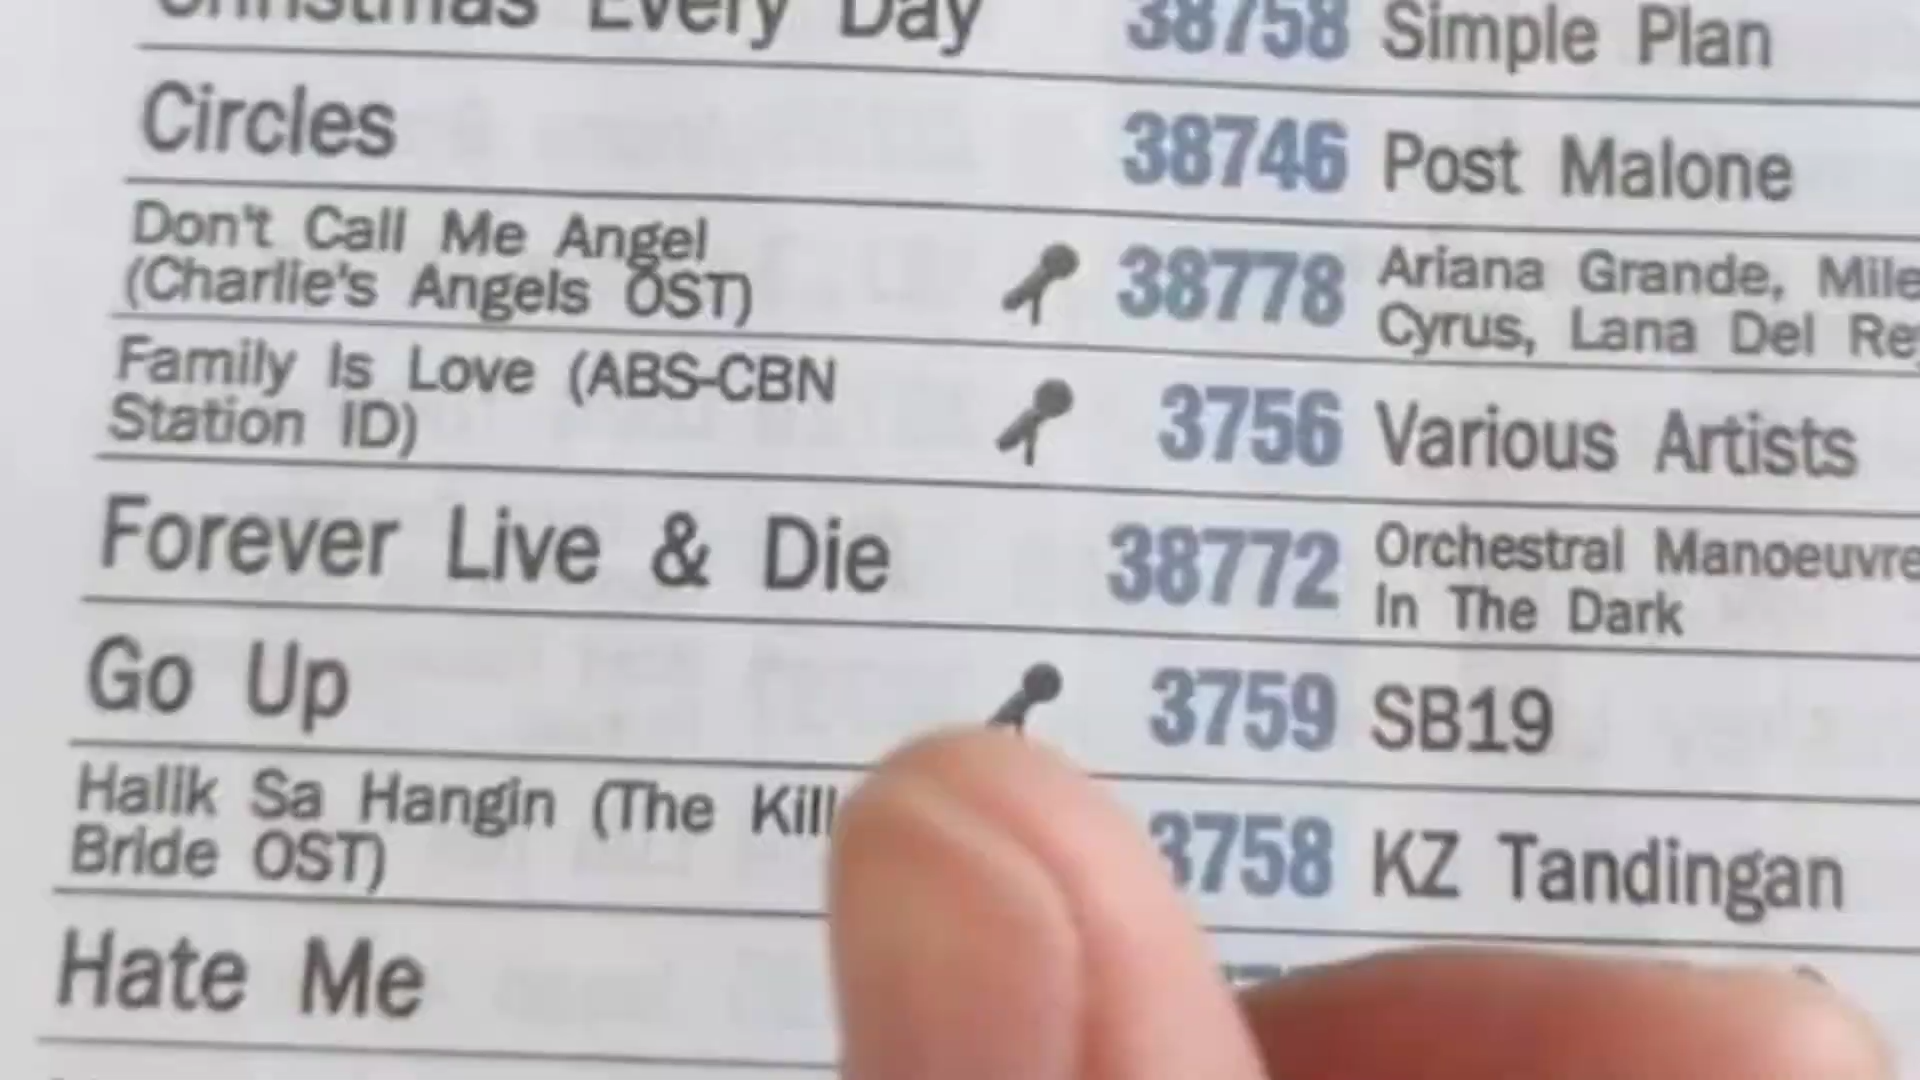 Christmas Every Day 38758 Simple Plan
Circles 38746 Post Malone
Don't Call Me Angel
(Charlie's Angels OST) 38778 Ariana Grande, Mile
Cyrus, Lana Del Re
Family Is Love (ABS-CBN
Station ID) 3756 Various Artists
Forever Live & Die 38772 Orchestral Manoeuvre
In The Dark
Go Up 3759 SB19
Halik Sa Hangin (The Kill
Bride OST) 3758 KZ Tandingan
Hate Me